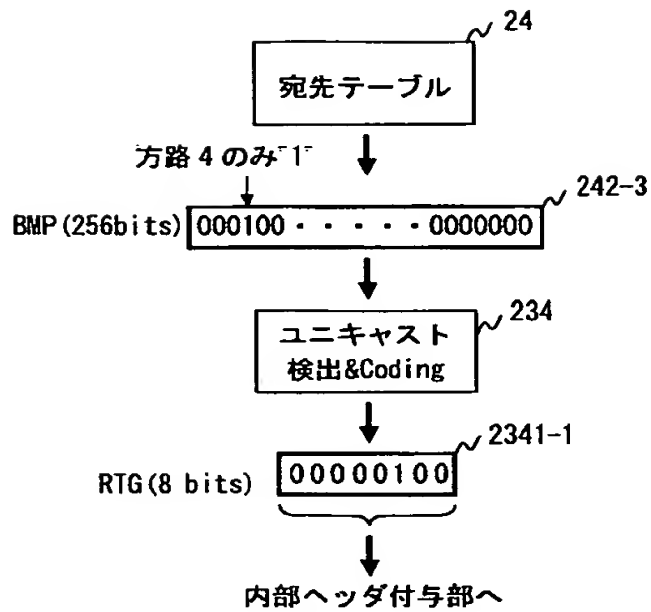 24
宛先テーブル
方路4のみ"1"
242-3
BMP(256bits) 000100・・・・・0000000
234
ユニキャスト
検出&Coding
2341-1
RTG(8 bits) 00000100
内部ヘッダ付与部へ